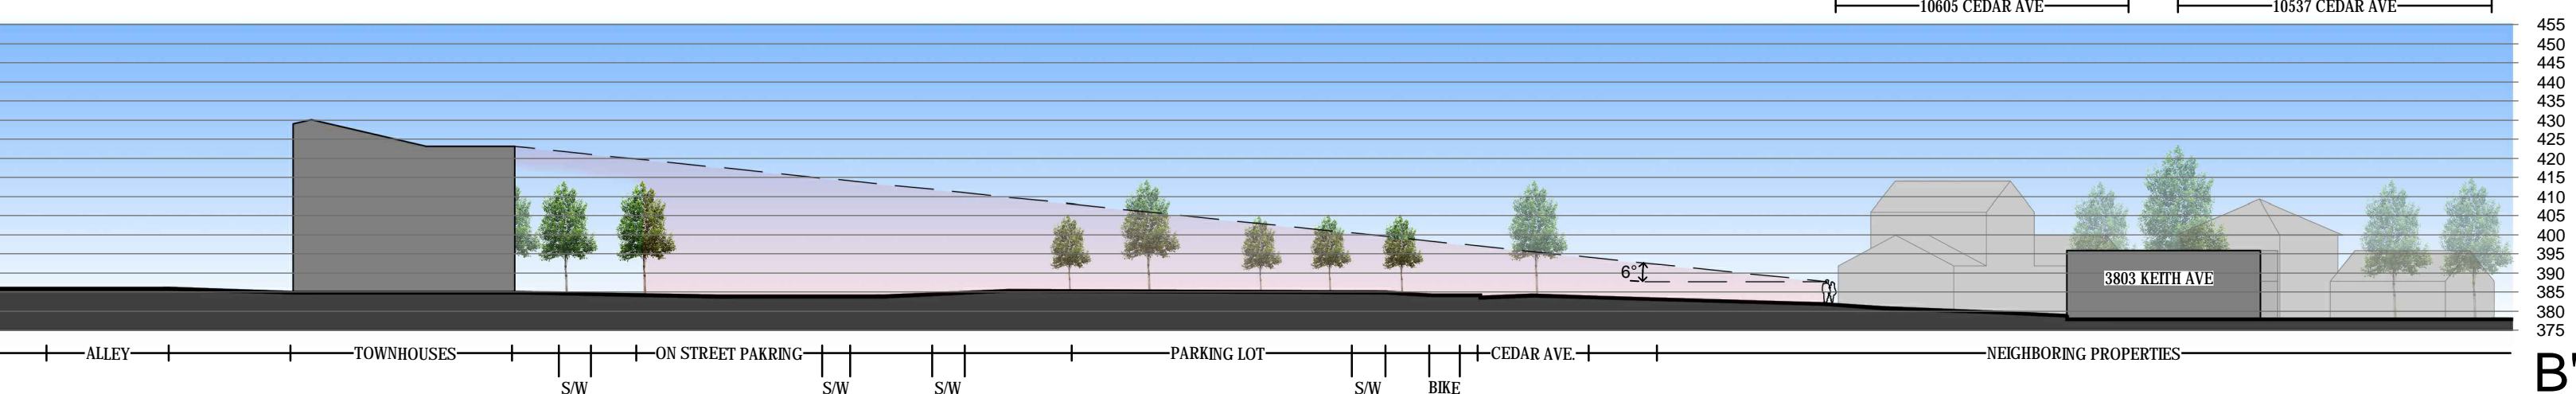 10605 CEDAR AVE
10537 CEDAR AVE
455
450
445
440
435
430
425
420
415
410
405
400
395
390
385
380
375
6°
3803 KEITH AVE
ALLEY
TOWNHOUSES
ON STREET PAKRING
PARKING LOT
CEDAR AVE.
NEIGHBORING PROPERTIES
S/W
S/W
S/W
S/W
BIKE
B'